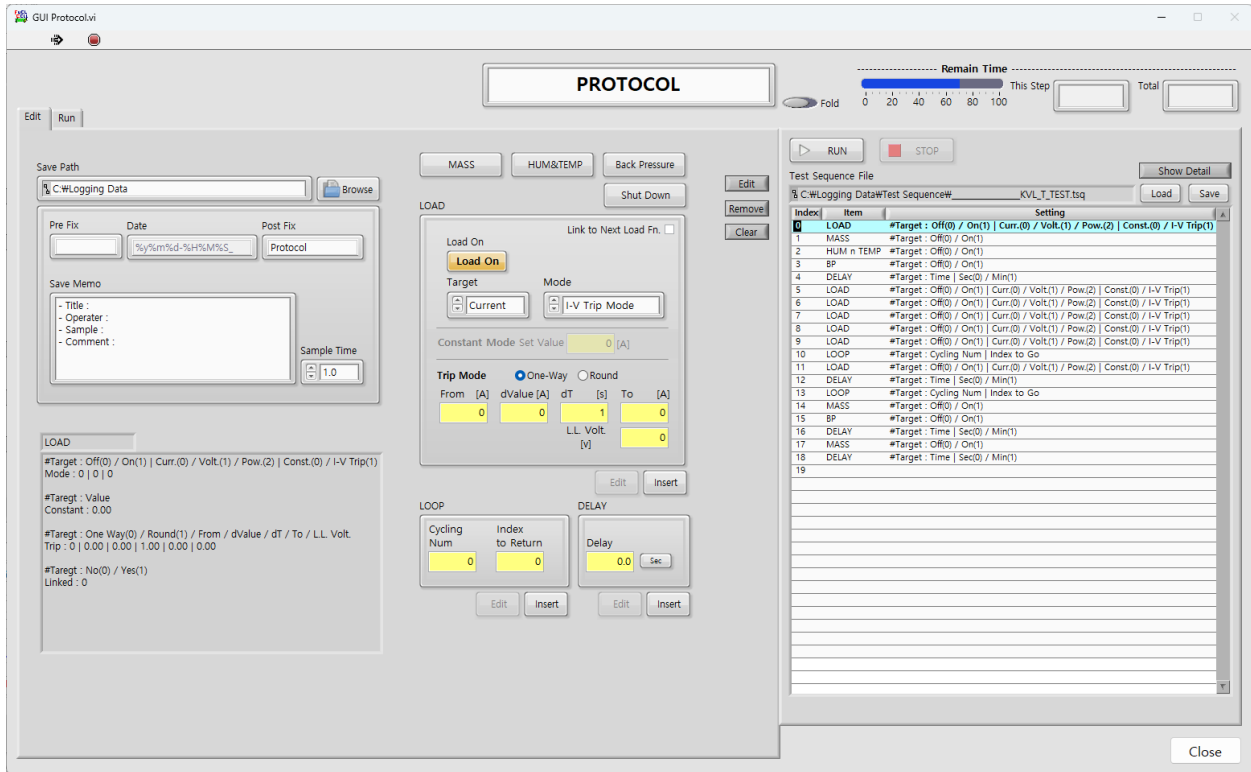 GUI Protocol.vi
PROTOCOL
Remain Time
Fold
0 20 40 60 80 100
This Step
Total
Edit Run
Save Path
C:₩Logging Data
Browse
Pre Fix
Date
Post Fix
%y%m%d-%H%M%S_
Protocol
Save Memo
- Title :
- Operater :
- Sample :
- Comment :
Sample Time
1.0
LOAD
#Target : Off(0) / On(1) | Curr.(0) / Volt.(1) / Pow.(2) | Const.(0) / I-V Trip(1)
Mode : 0 | 0 | 0
#Taregt : Value
Constant : 0.00
#Taregt : One Way(0) / Round(1) / From / dValue / dT / To / L.L. Volt.
Trip : 0 | 0.00 | 0.00 | 1.00 | 0.00 | 0.00
#Taregt : No(0) / Yes(1)
Linked : 0
MASS
HUM&TEMP
Back Pressure
Shut Down
LOAD
Link to Next Load Fn.
Load On
Load On
Target
Mode
Current
I-V Trip Mode
Constant Mode Set Value 0 [A]
Trip Mode One-Way Round
From [A] dValue [A] dT [s] To [A]
0 0 1 0
L.L. Volt.
[v]
0
Edit Insert
LOOP
Cycling
Num
Index
to Return
0 0
Edit Insert
DELAY
Delay
0.0 Sec
Edit Insert
Edit
Remove
Clear
RUN
STOP
Show Detail
Test Sequence File
C:₩Logging Data₩Test Sequence₩ KVL_T_TEST.tsq
Load Save
Index Item Setting
0 LOAD #Target : Off(0) / On(1) | Curr.(0) / Volt.(1) / Pow.(2) | Const.(0) / I-V Trip(1)
1 MASS #Target : Off(0) / On(1)
2 HUM n TEMP #Target : Off(0) / On(1)
3 BP #Target : Off(0) / On(1)
4 DELAY #Target : Time | Sec(0) / Min(1)
5 LOAD #Target : Off(0) / On(1) | Curr.(0) / Volt.(1) / Pow.(2) | Const.(0) / I-V Trip(1)
6 LOAD #Target : Off(0) / On(1) | Curr.(0) / Volt.(1) / Pow.(2) | Const.(0) / I-V Trip(1)
7 LOAD #Target : Off(0) / On(1) | Curr.(0) / Volt.(1) / Pow.(2) | Const.(0) / I-V Trip(1)
8 LOAD #Target : Off(0) / On(1) | Curr.(0) / Volt.(1) / Pow.(2) | Const.(0) / I-V Trip(1)
9 LOAD #Target : Off(0) / On(1) | Curr.(0) / Volt.(1) / Pow.(2) | Const.(0) / I-V Trip(1)
10 LOOP #Target : Cycling Num | Index to Go
11 LOAD #Target : Off(0) / On(1) | Curr.(0) / Volt.(1) / Pow.(2) | Const.(0) / I-V Trip(1)
12 DELAY #Target : Time | Sec(0) / Min(1)
13 LOOP #Target : Cycling Num | Index to Go
14 MASS #Target : Off(0) / On(1)
15 BP #Target : Off(0) / On(1)
16 DELAY #Target : Time | Sec(0) / Min(1)
17 MASS #Target : Off(0) / On(1)
18 DELAY #Target : Time | Sec(0) / Min(1)
19
Close